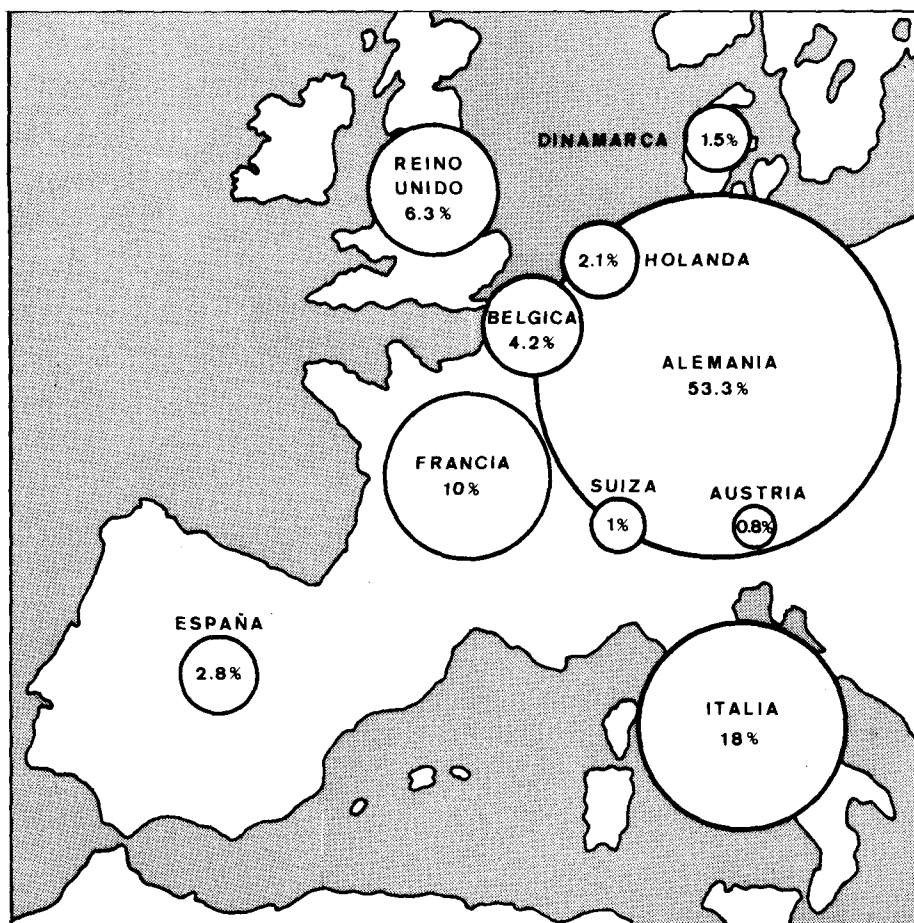 DINAMARCA
1.5%
REINO
UNIDO
6.3%
2.1%
HOLANDA
BELGICA
4.2%
ALEMANIA
53.3%
FRANCIA
10%
SUIZA
1%
AUSTRIA
0.8%
ESPAÑA
2.8%
ITALIA
18%